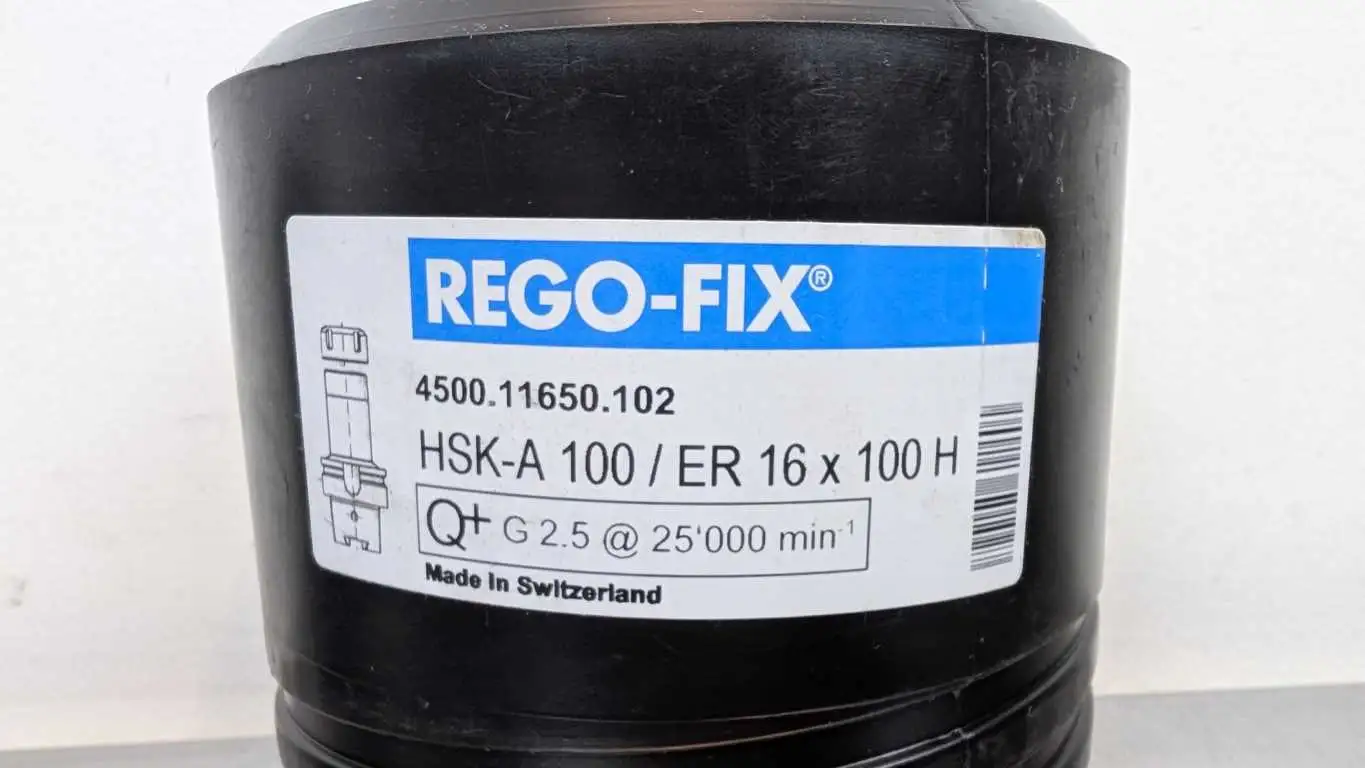 REGO-FIX®
4500.11650.102
HSK-A 100 / ER 16 x 100 H
Q+ G 2.5 @ 25'000 min⁻¹
Made in Switzerland